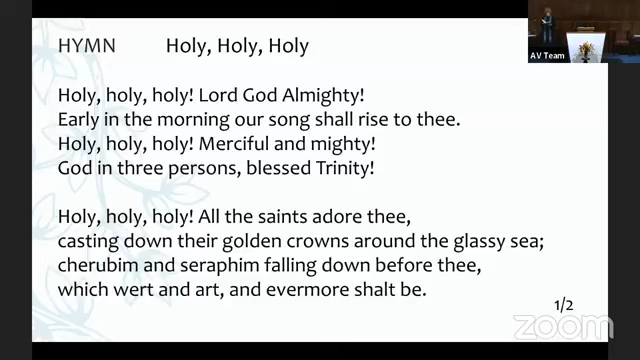 HYMN Holy, Holy, Holy
AV Team
Holy, holy, holy! Lord God Almighty!
Early in the morning our song shall rise to thee.
Holy, holy, holy! Merciful and mighty!
God in three persons, blessed Trinity!
Holy, holy, holy! All the saints adore thee,
casting down their golden crowns around the glassy sea;
cherubim and seraphim falling down before thee,
which wert and art, and evermore shalt be.
1/2
zoom